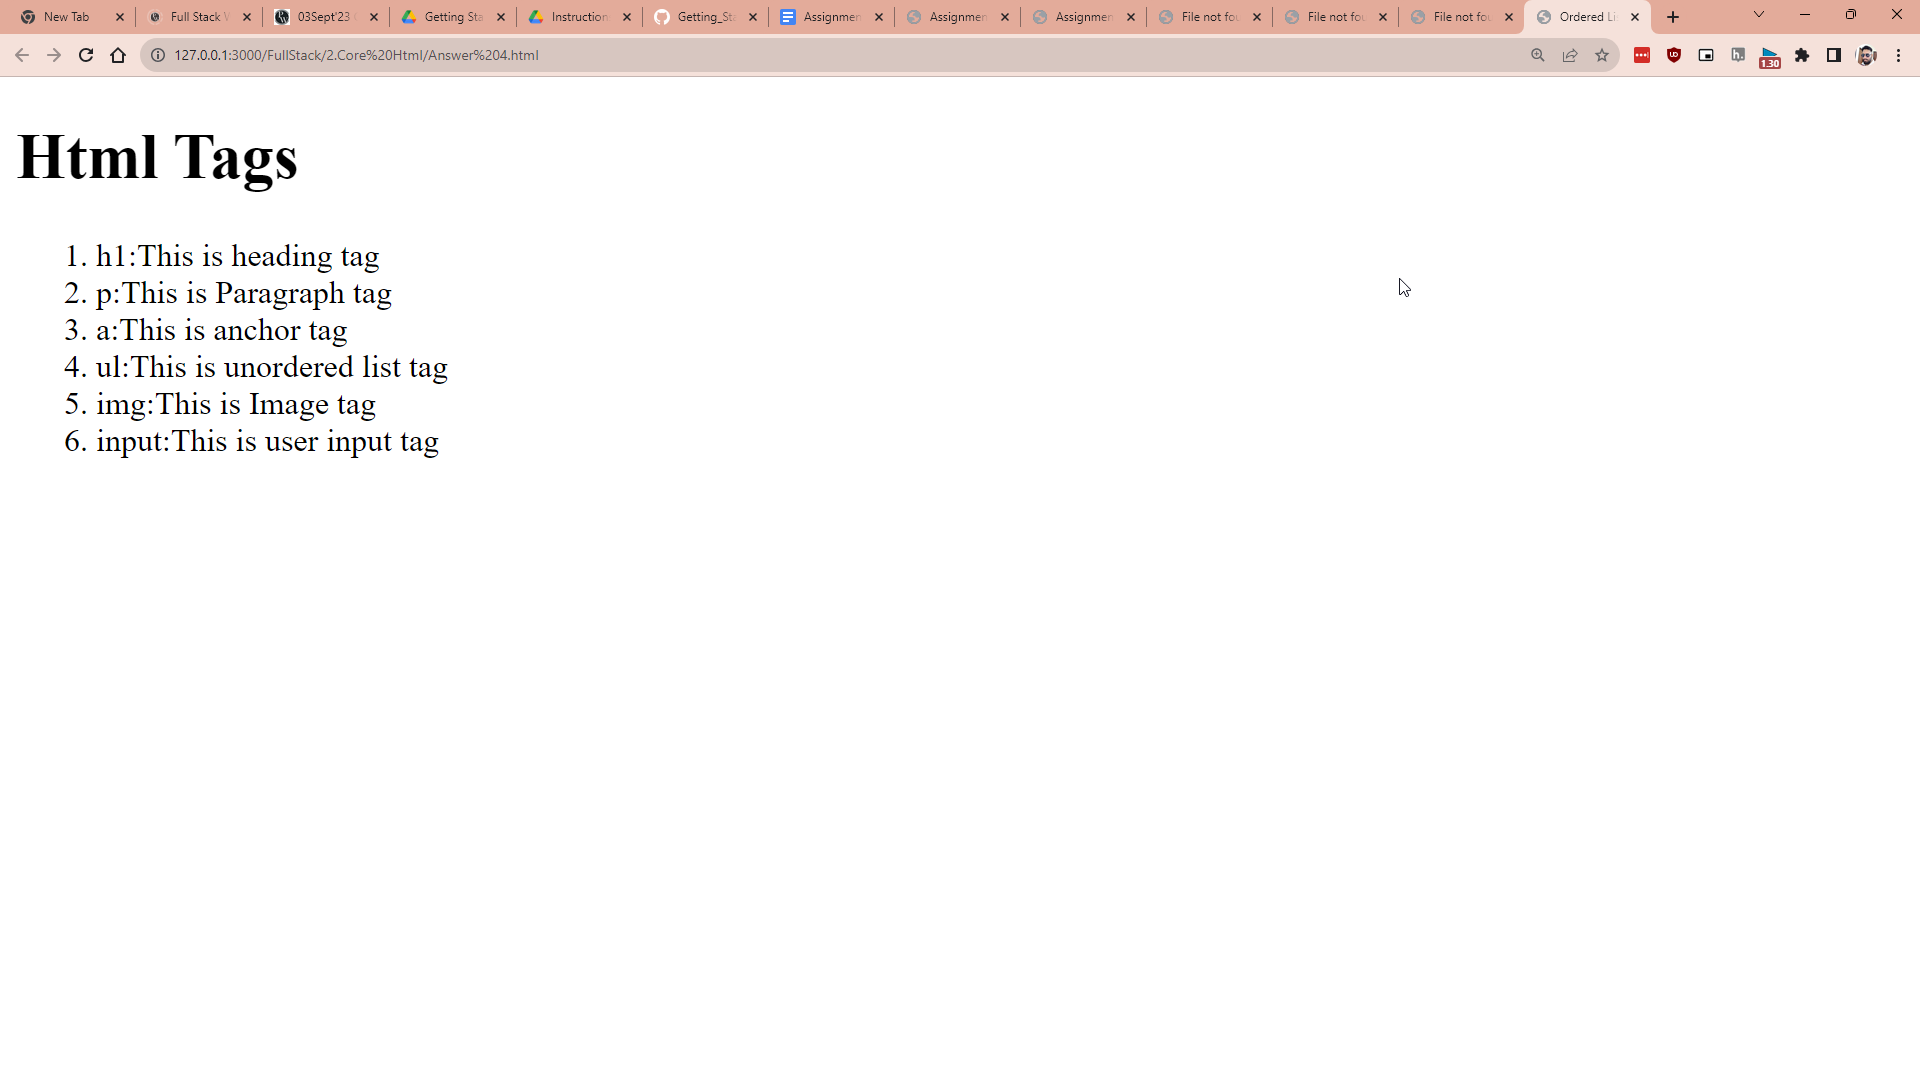 New Tab
Full Stack
03Sept'23
Getting Sta
Instruction
Getting_St
Assignmen
Assignmen
Assignmen
File not fou
File not fou
File not fou
Ordered Li
127.0.0.1:3000/FullStack/2.Core%20Html/Answer%204.html
h.
1.30
Html Tags
1. h1:This is heading tag
2. p:This is Paragraph tag
3. a:This is anchor tag
4. ul:This is unordered list tag
5. img:This is Image tag
6. input:This is user input tag